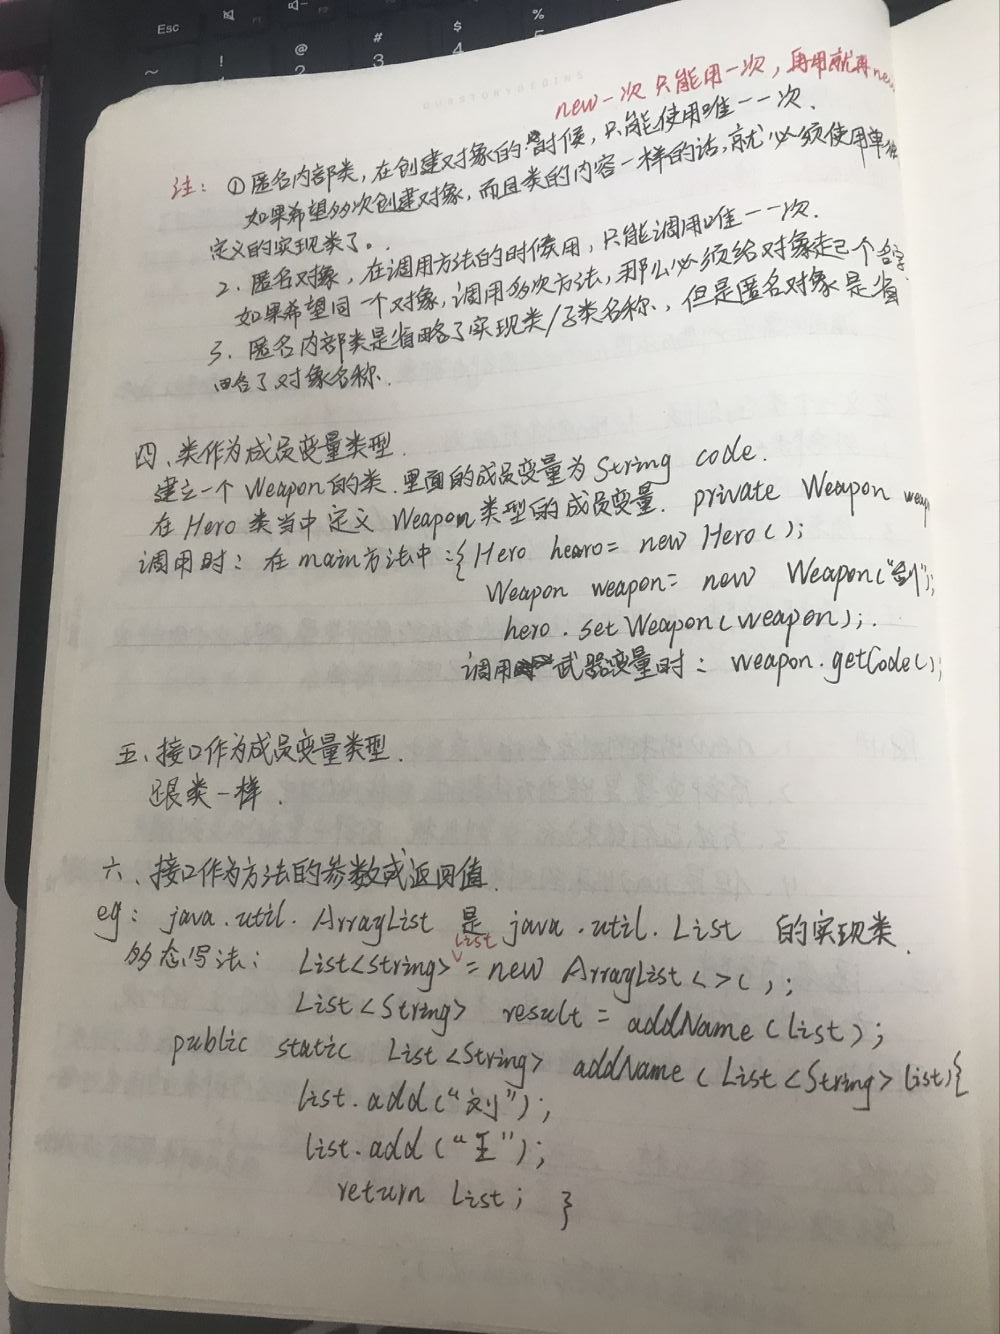 Esc
~
!
@
2
#
3
$
4
%
5
OURSTORYBEGINS
new一次只能用一次，再用就再new
注：①匿名内部类，在创建对象的时候，只能使用唯一一次.
如果希望多次创建对象，而且类的内容一样的话，就必须使用单独
定义的实现类了。
2. 匿名对象，在调用方法的时候用，只能调用唯一一次.
如果希望同一个对象，调用多次方法，那么必须给对象起个名字.
3. 匿名内部类是省略了实现类/子类名称，但是匿名对象是省
略了对象名称.
四、类作为成员变量类型.
建立一个 Weapon的类.里面的成员变量为 String code.
在 Hero 类当中定义 Weapon类型的成员变量. private Weapon weap
调用时：在main方法中:{ Hero hearo= new Hero();
Weapon weapon= new Weapon("剑");
hero.setWeapon(weapon);.
调用 武器变量时：weapon.getCode();
五、接口作为成员变量类型.
跟类一样.
六、接口作为方法的参数或返回值.
eg: java.util.ArrayList 是 java.util.List 的实现类.
多态写法: List<string> list = new ArrayList<>();
List<String> result = addName(list);
public static List<String> addName(List<String> list){
list.add("刘");
list.add("王");
return list; }